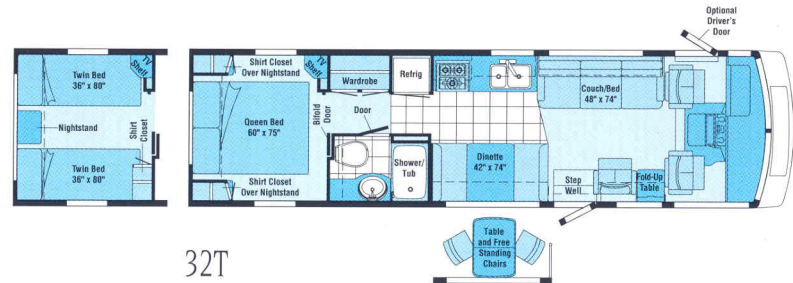 Optional
Driver's
Door
Twin Bed
36" x 80"
TV
Shelf
Nightstand
Shirt
Closet
Twin Bed
36" x 80"
Shirt Closet
Over Nightstand
TV
Shelf
Queen Bed
60" x 75"
Bifold
Door
Shirt Closet
Over Nightstand
Wardrobe
Door
Refrig
Shower/
Tub
Couch/Bed
48" x 74"
Dinette
42" x 74"
Step
Well
Fold-Up
Table
Table
and Free
Standing
Chairs
32T